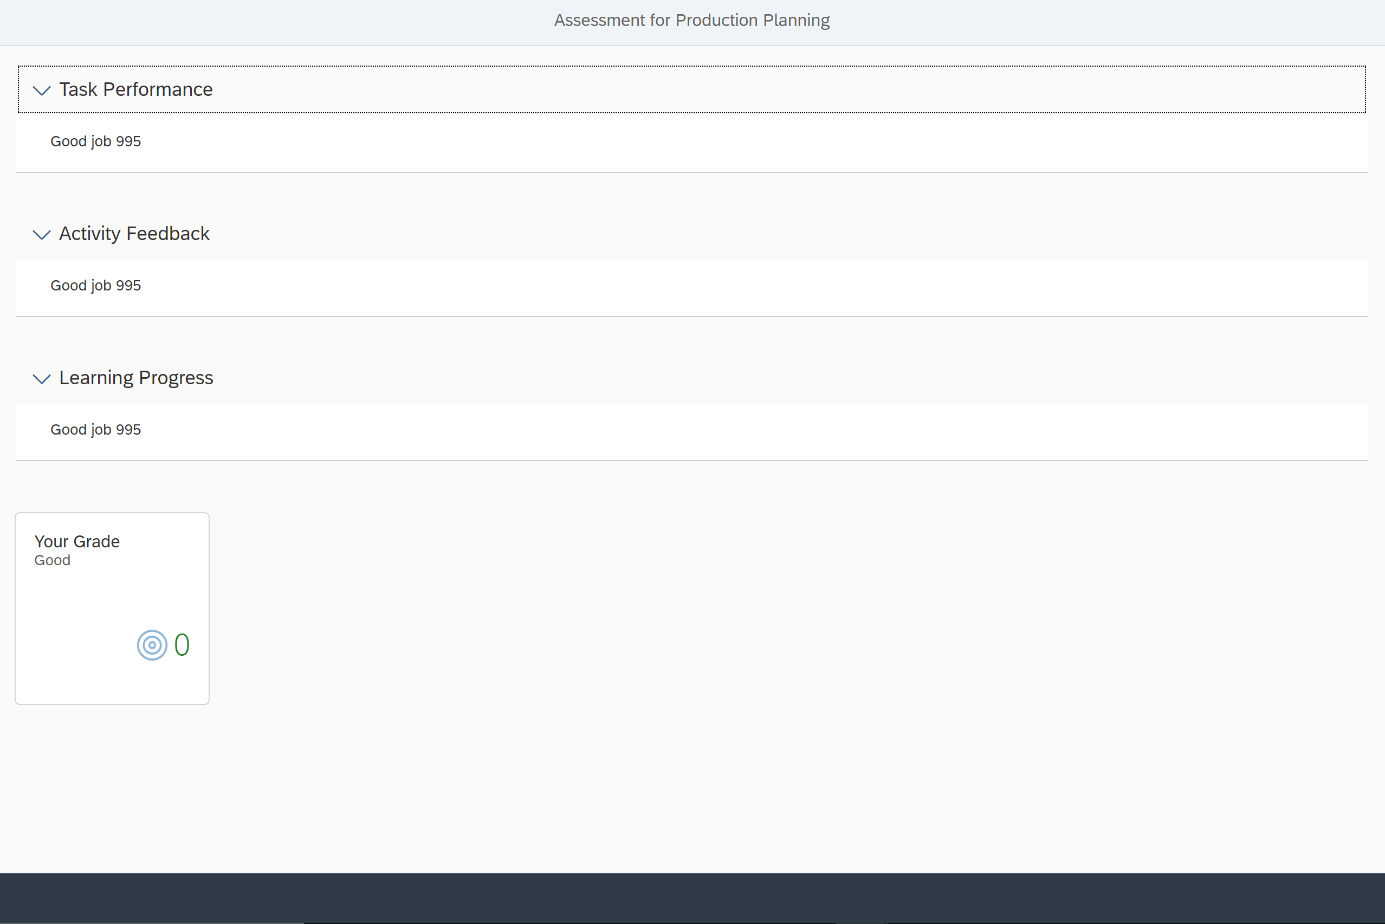 Assessment for Production Planning
Task Performance
Good job 995
Activity Feedback
Good job 995
Learning Progress
Good job 995
Your Grade
Good
0